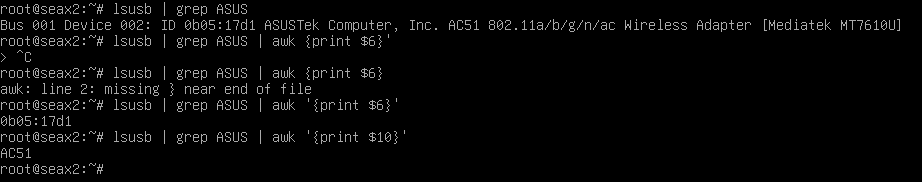 root@seax2:~# lsusb | grep ASUS
Bus 001 Device 002: ID 0b05:17d1 ASUSTek Computer, Inc. AC51 802.11a/b/g/n/ac Wireless Adapter [Mediatek MT7610U]
root@seax2:~# lsusb | grep ASUS | awk {print $6}'
> ^C
root@seax2:~# lsusb | grep ASUS | awk {print $6}
awk: line 2: missing } near end of file
root@seax2:~# lsusb | grep ASUS | awk '{print $6}'
0b05:17d1
root@seax2:~# lsusb | grep ASUS | awk '{print $10}'
AC51
root@seax2:~#